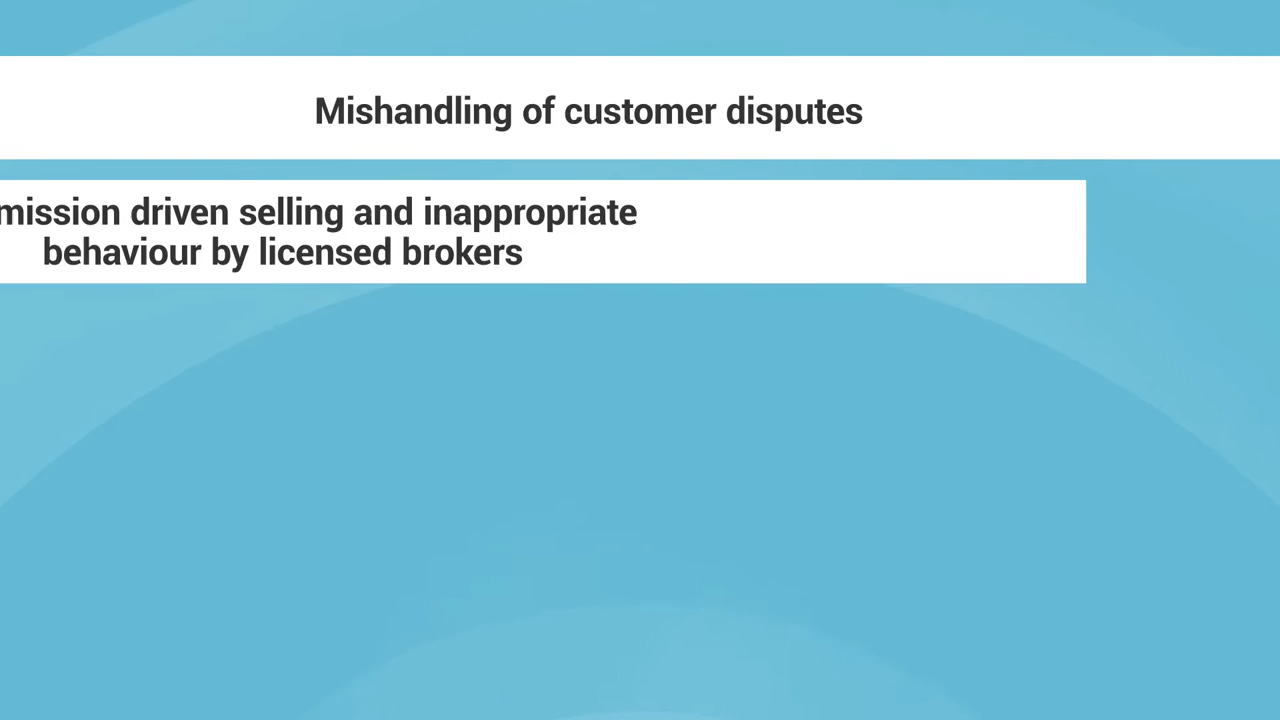 Mishandling of customer disputes
mission driven selling and inappropriate
behaviour by licensed brokers